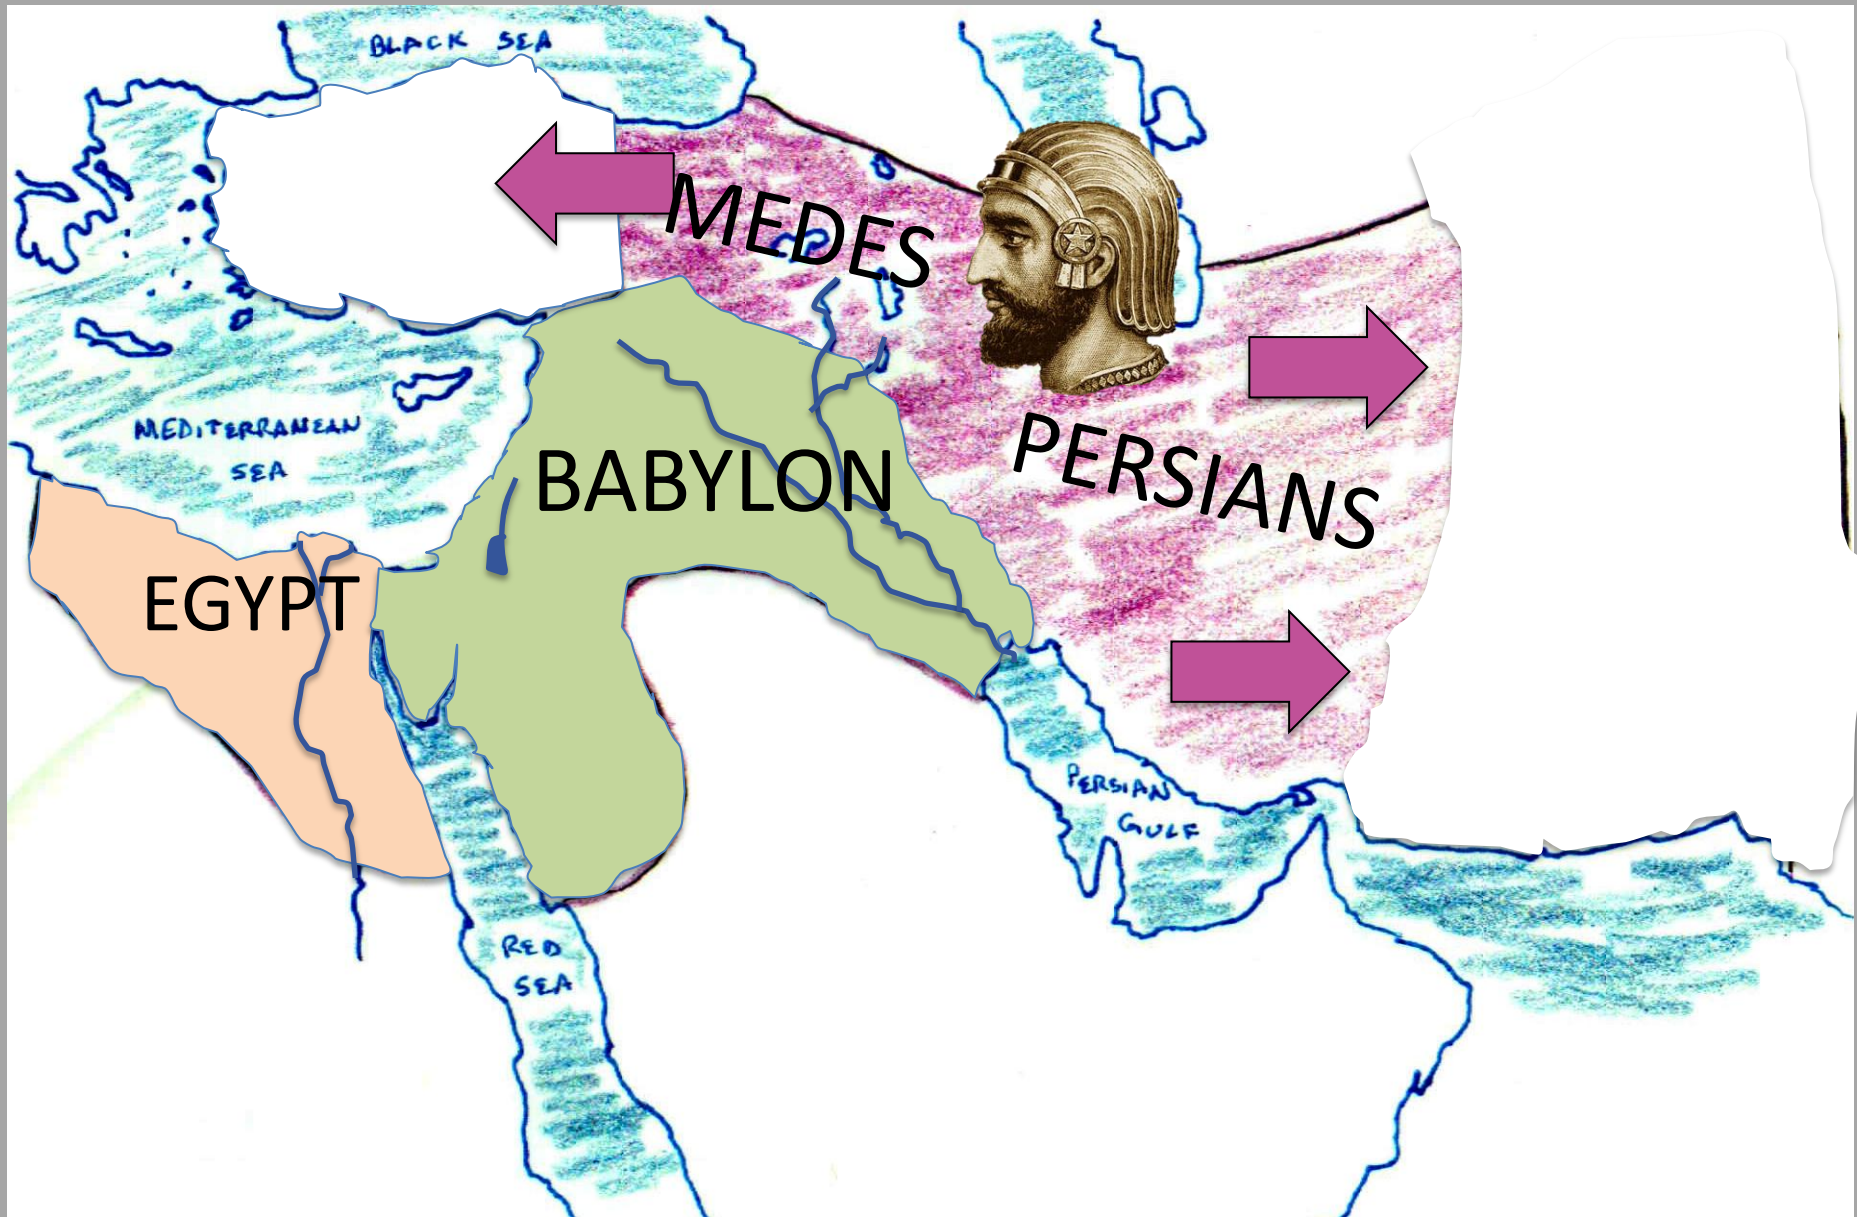 BLACK SEA
MEDES
MEDITERRANEAN
SEA
BABYLON
PERSIANS
EGYPT
PERSIAN
GULF
RED
SEA